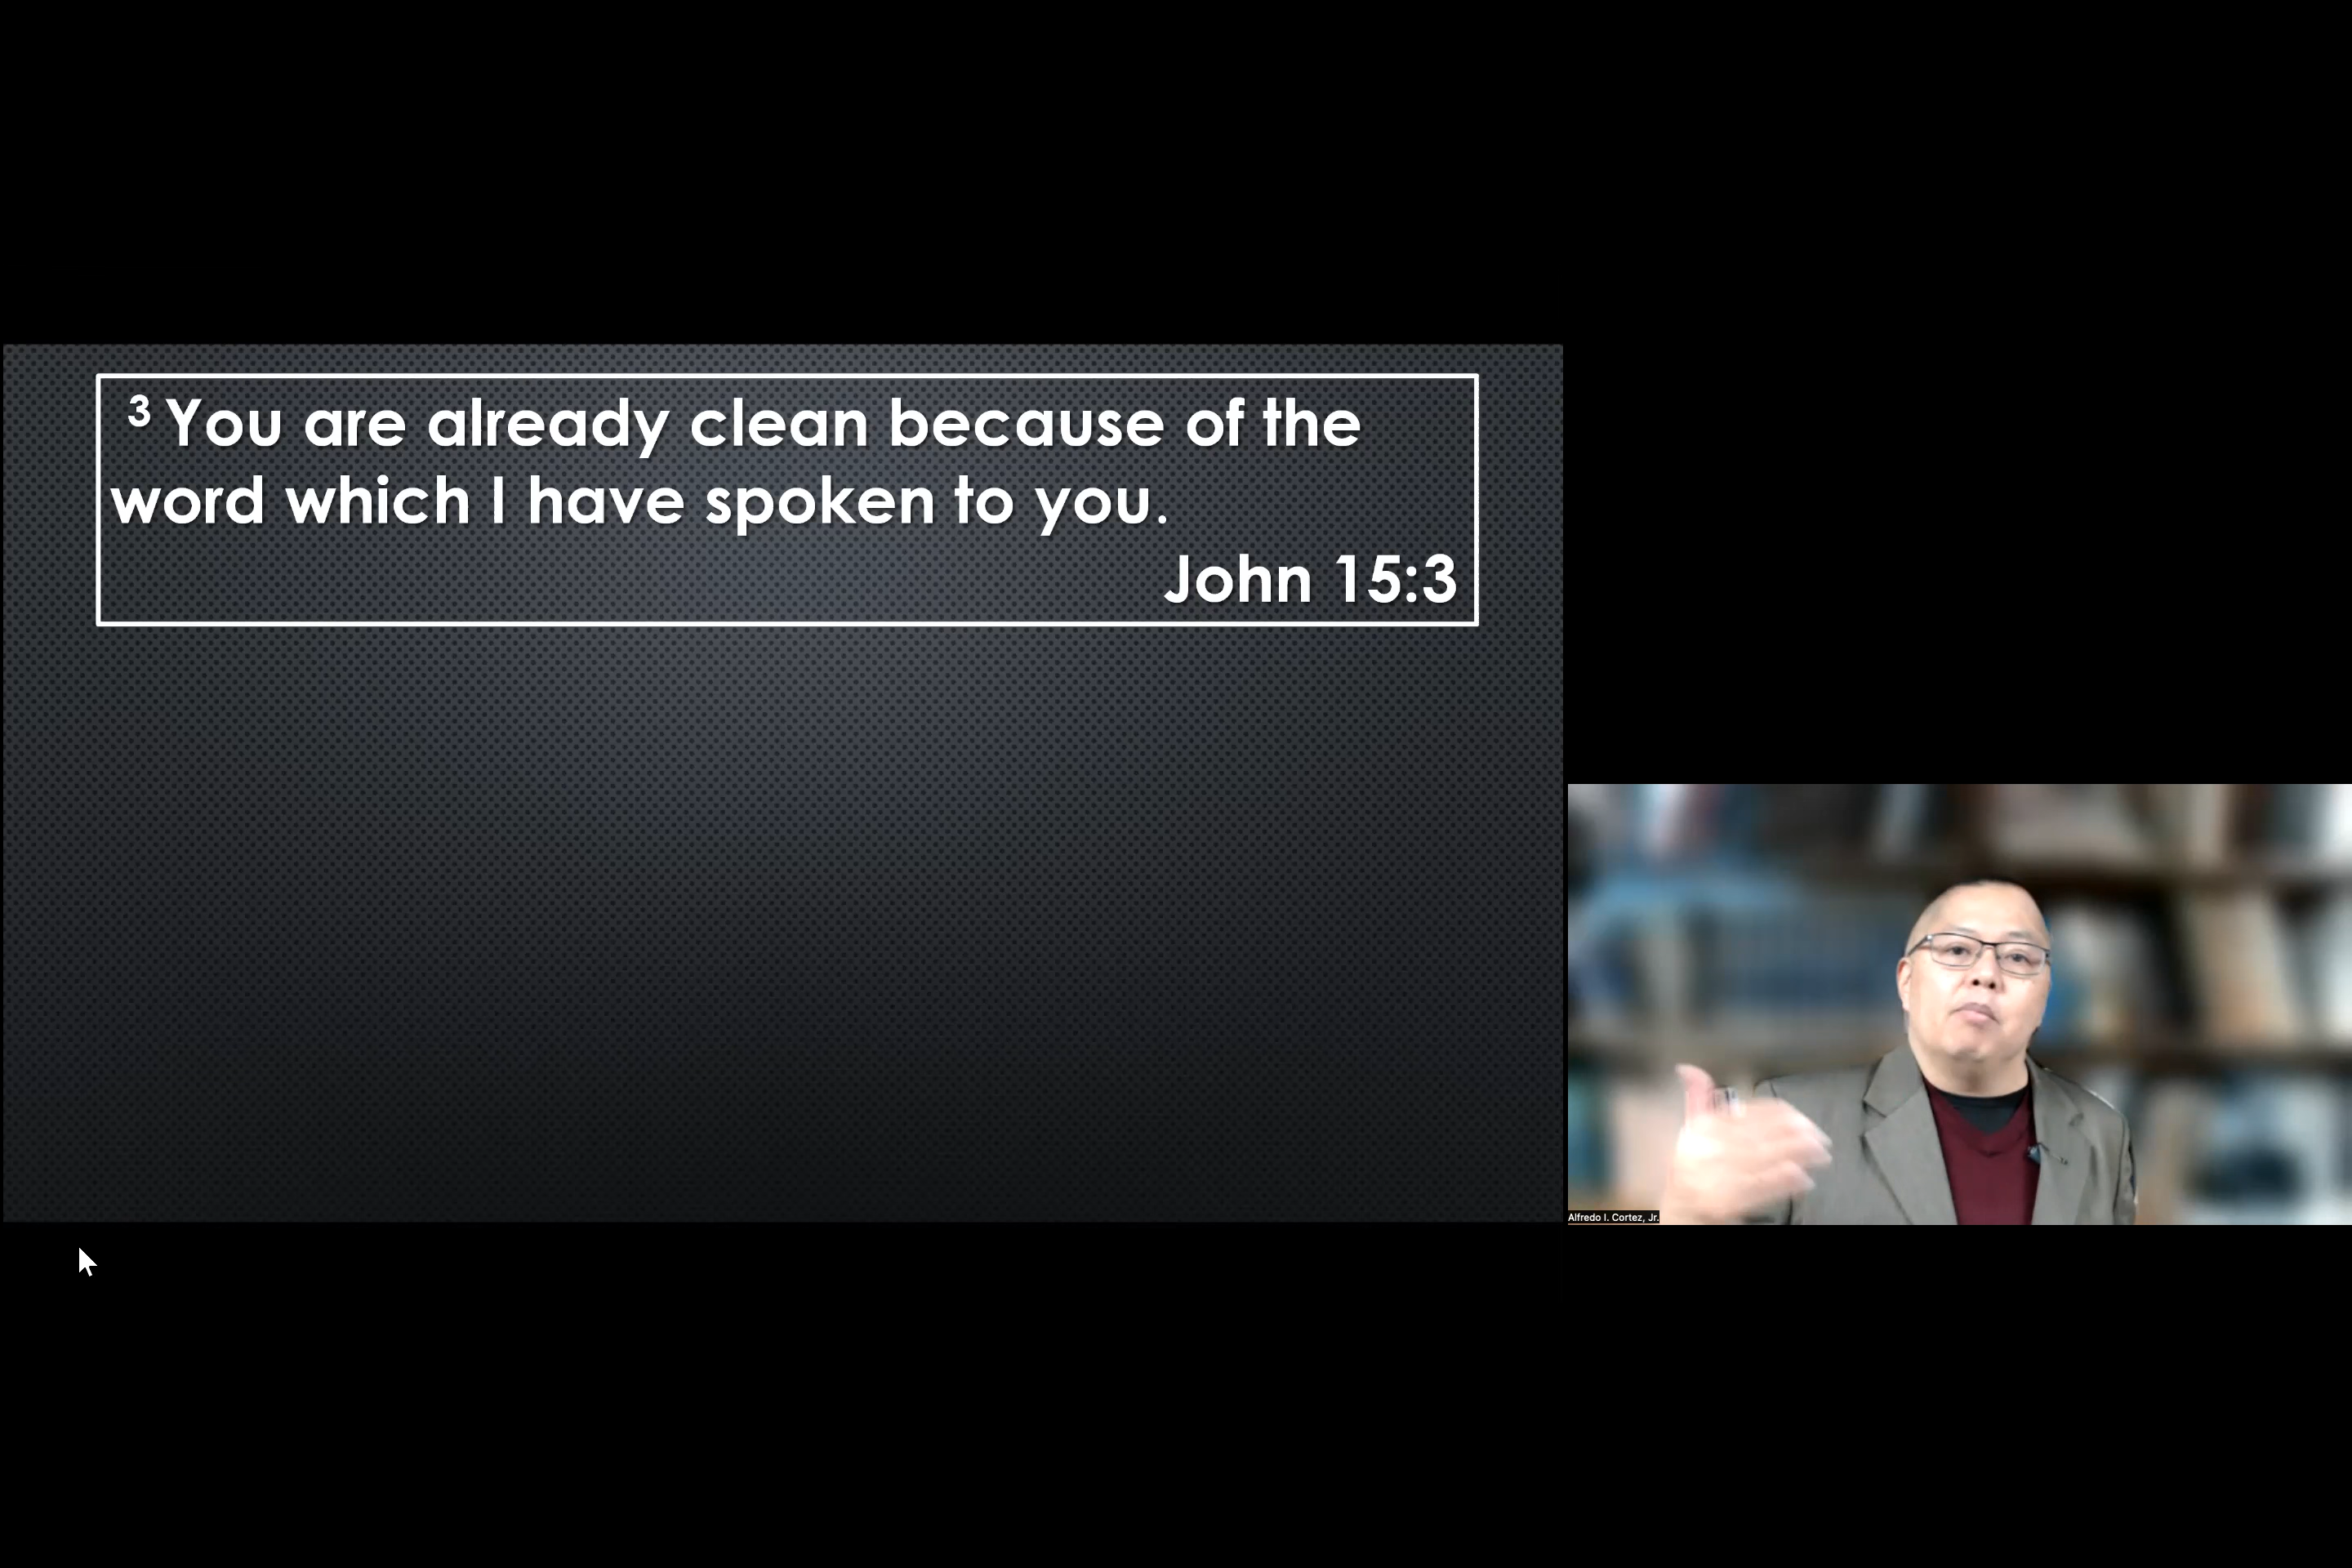 3 You are already clean because of the
word which I have spoken to you.
John 15:3
Alfredo I. Cortez, Jr.